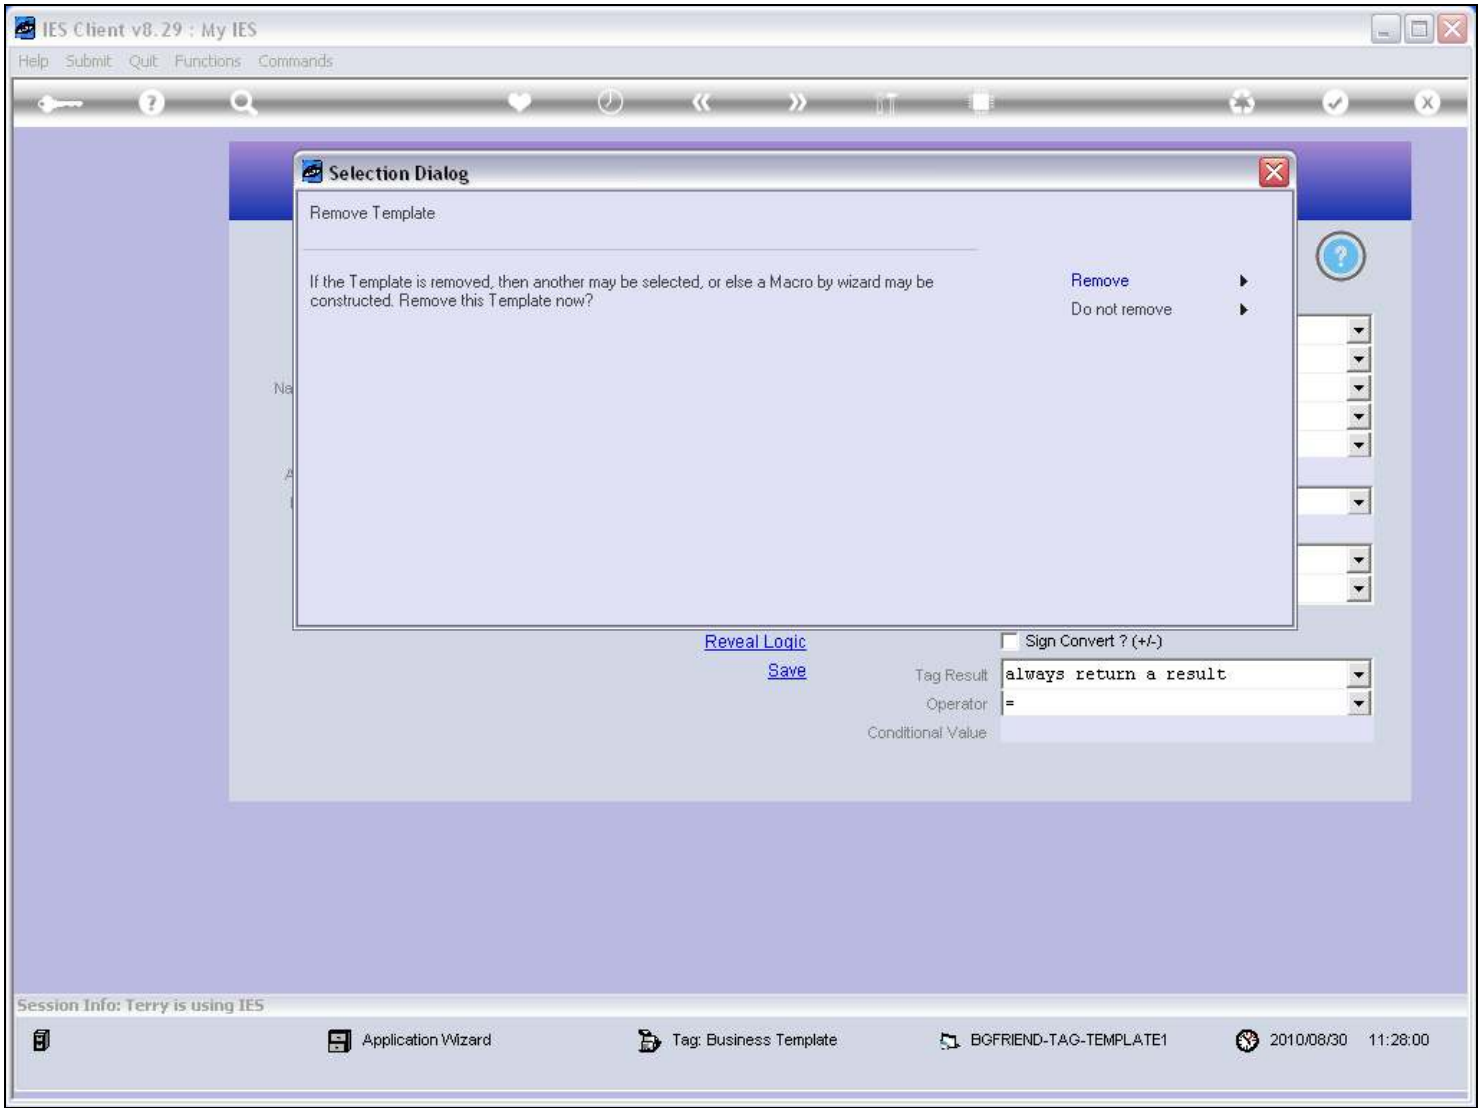 IES Client v8.29 : My IES
Help Submit Quit Functions Commands
Selection Dialog
Remove Template
If the Template is removed, then another may be selected, or else a Macro by wizard may be
constructed. Remove this Template now?
Remove
Do not remove
Na
Reveal Logic
Sign Convert ? (+/-)
Save
Tag Result always return a result
Operator =
Conditional Value
Session Info: Terry is using IES
Application Wizard Tag: Business Template BGFRIEND-TAG-TEMPLATE1 2010/08/30 11:28:00